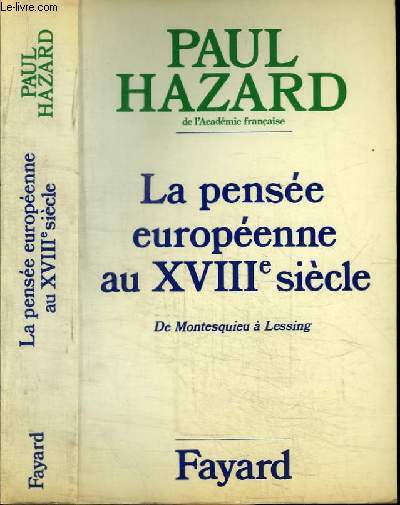 Le-Livre
PAUL
HAZARD
La pensée européenne
au XVIIIe siècle
Fayard
PAUL
HAZARD
de l'Académie française
La pensée
européenne
au XVIIIe siècle
De Montesquieu à Lessing
Fayard